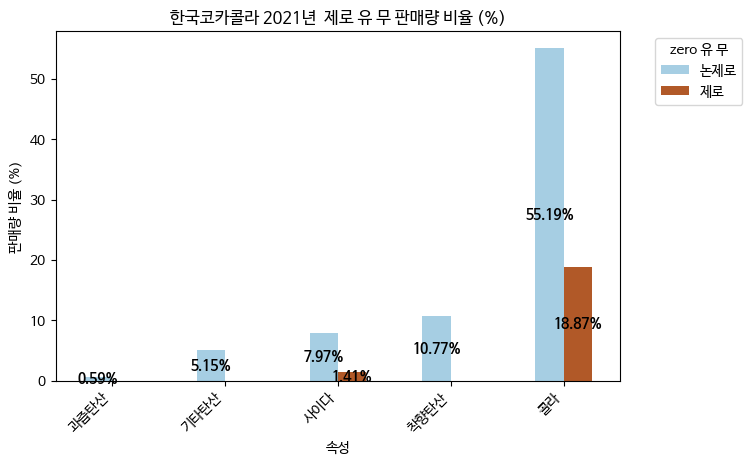 한국코카콜라 2021년  제로 유 무 판매량 비율 (%)
zero 유 무
논제로
제로
판매량 비율 (%)
50
40
30
20
10
0
55.19%
18.87%
10.77%
7.97%
1.41%
5.15%
0.59%
과즙탄산
기타탄산
사이다
착향탄산
콜라
속성